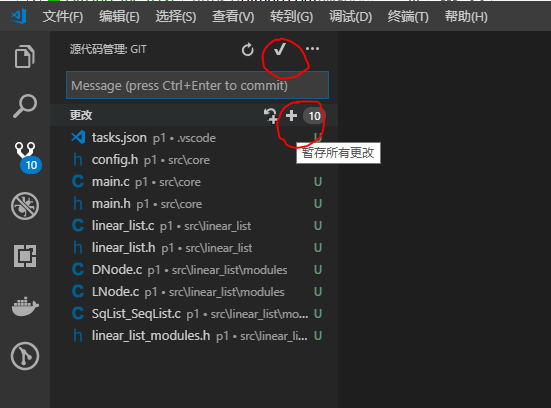 文件(F) 编辑(E) 选择(S) 查看(V) 转到(G) 调试(D) 终端(T) 帮助(H)
源代码管理: GIT
Message (press Ctrl+Enter to commit)
更改 10
暂存所有更改
tasks.json p1 • .vscode U
config.h p1 • src\core
main.c p1 • src\core U
main.h p1 • src\core U
linear_list.c p1 • src\linear_list U
linear_list.h p1 • src\linear_list U
DNode.c p1 • src\linear_list\modules U
LNode.c p1 • src\linear_list\modules U
SqList_SeqList.c p1 • src\linear_list\mo... U
linear_list_modules.h p1 • src\linear_li... U
10